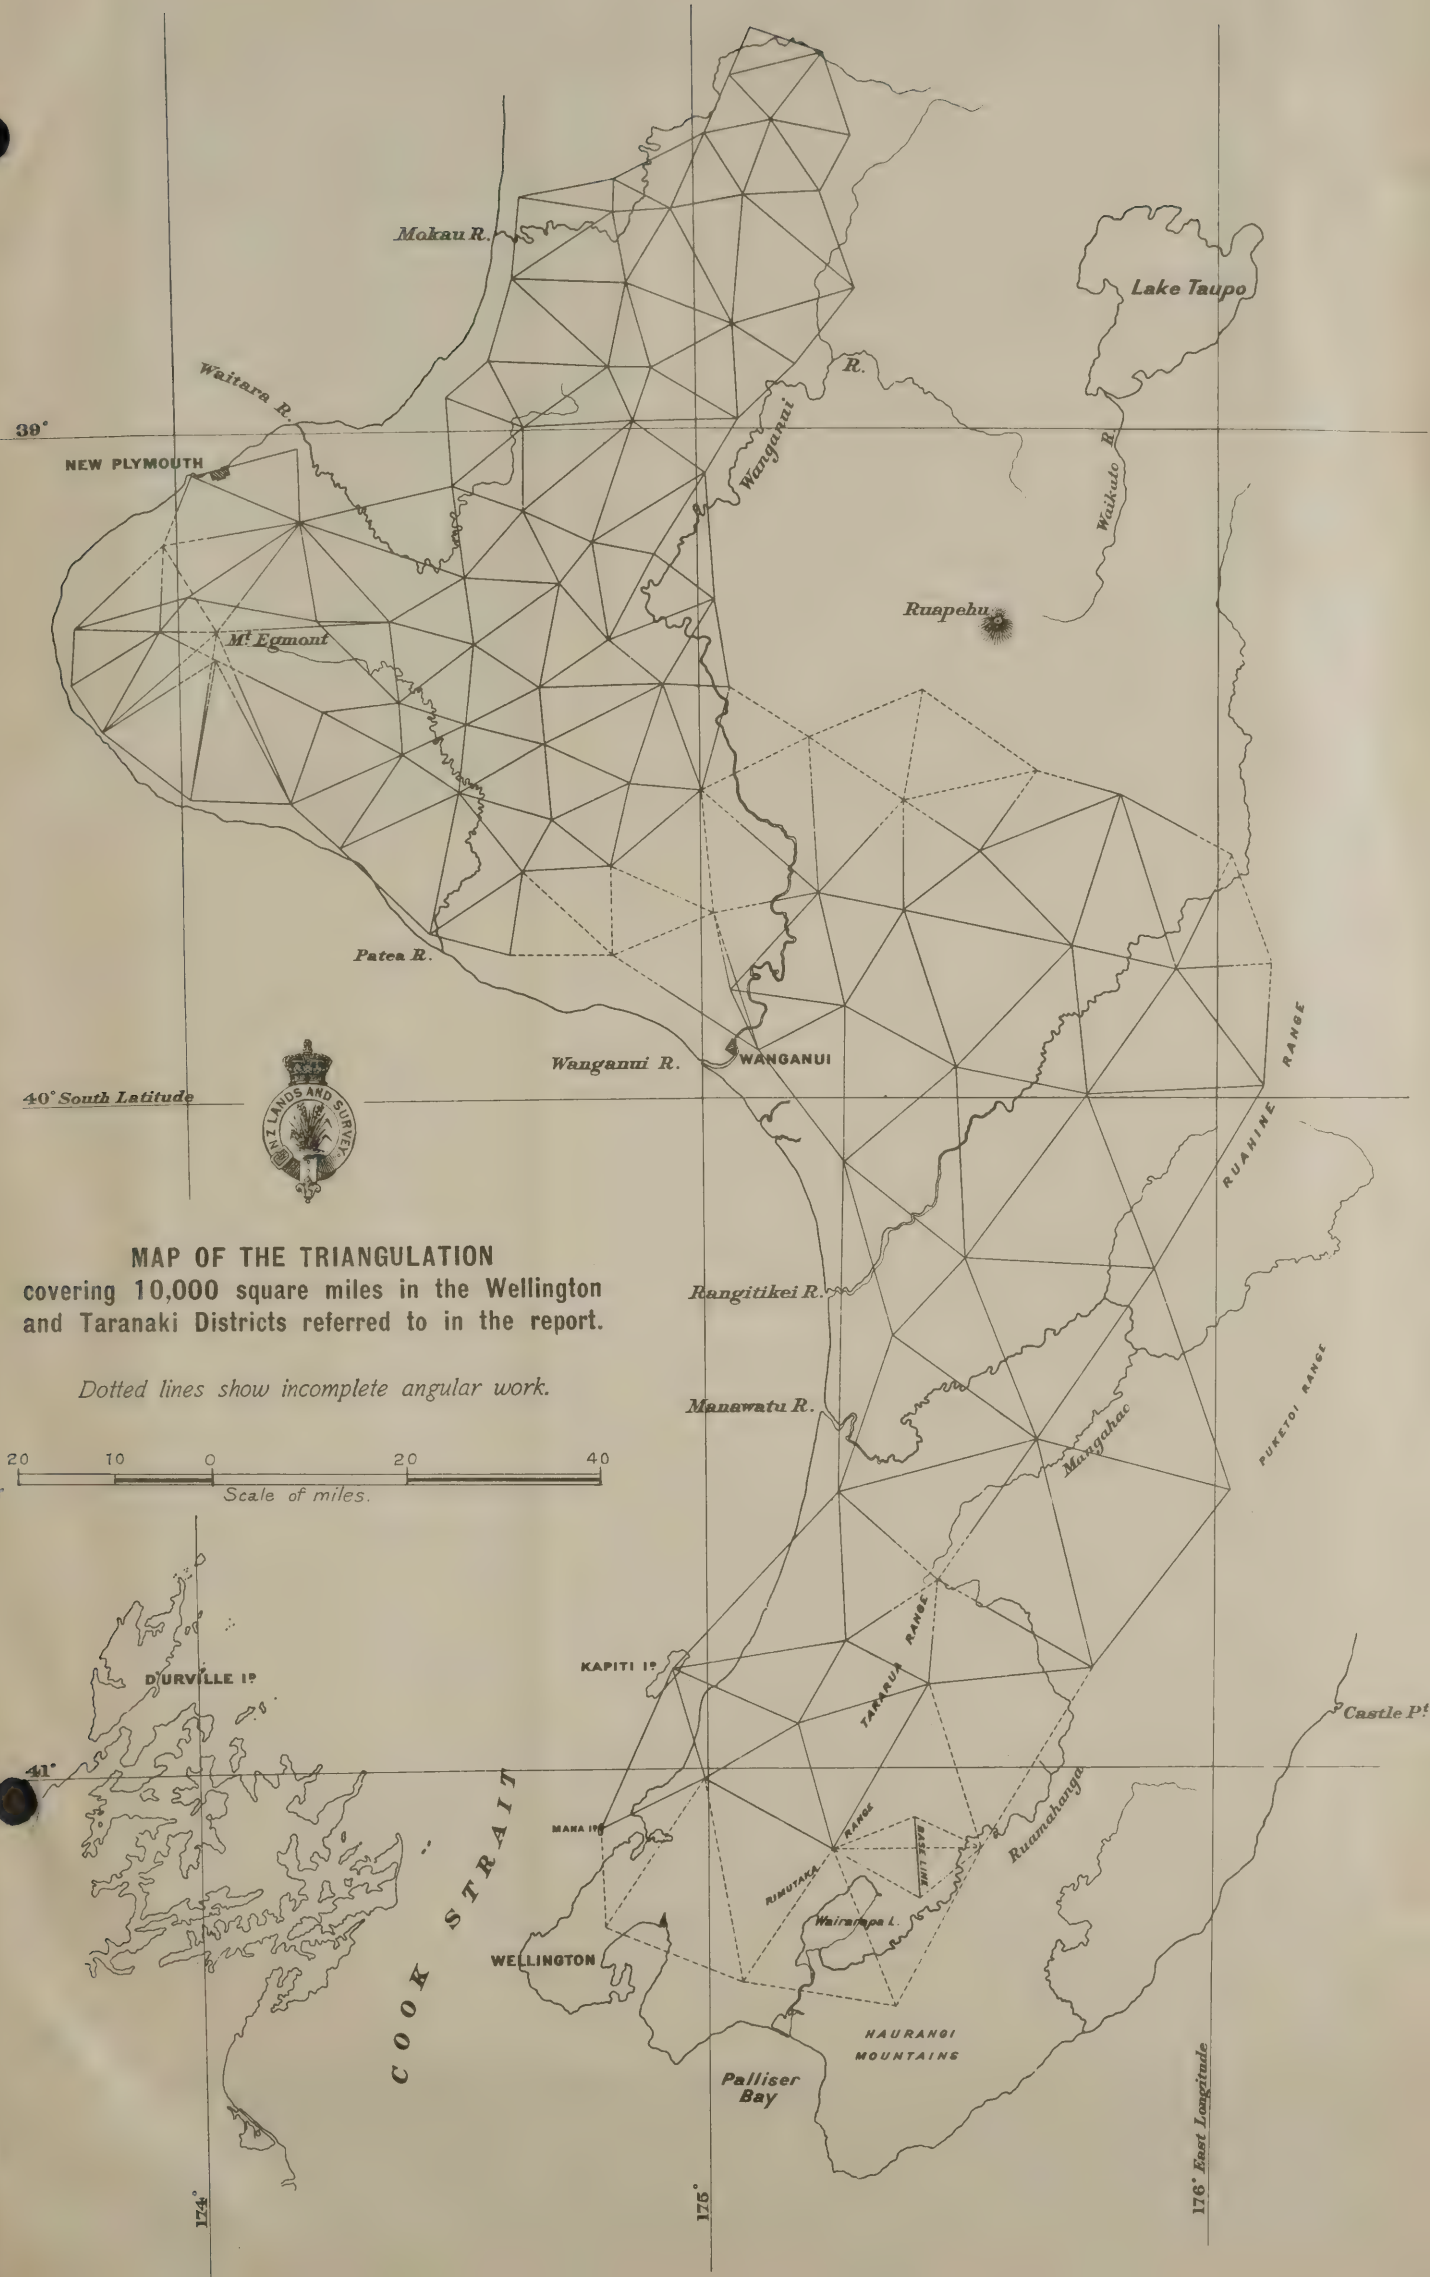 Mokau R.
Lake Taupo
Waitara R.
R.
39°
NEW PLYMOUTH
Wanganui
Waikato R.
Ruapehu
Mt. Egmont
Patea R.
RUAHINE RANGE
Wanganui R.
WANGANUI
40° South Latitude
N Z LANDS AND SURVEY.
MAP OF THE TRIANGULATION
covering 10,000 square miles in the Wellington
and Taranaki Districts referred to in the report.
Dotted lines show incomplete angular work.
20 10 0 20 40
Scale of miles.
Rangitikei R.
Manawatu R.
PUKETOI RANGE
Mangahao
KAPITI Id.
TARARUA RANGE
D'URVILLE Id.
Castle Pt.
41°
COOK STRAIT
MANA Id.
RIMUTAKA RANGE
BASE LINE
Ruamahanga
Wairarapa L.
WELLINGTON
HAURANGI
MOUNTAINS
Palliser
Bay
174°
175°
176° East Longitude